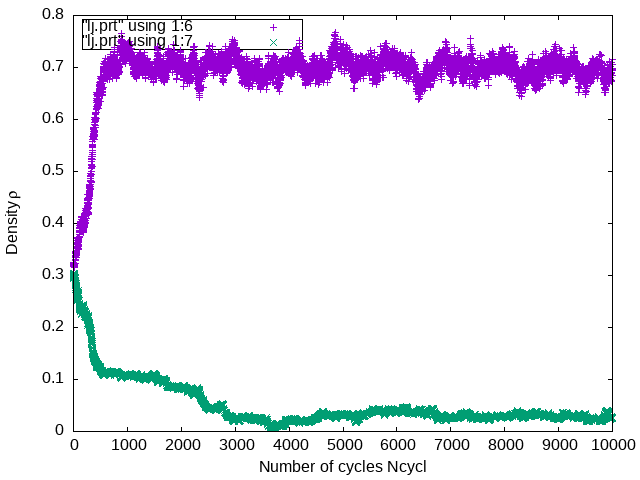 "lj.prt" using 1:6
"lj.prt" using 1:7
0.8
0.7
0.6
0.5
0.4
0.3
0.2
0.1
0
Density ρ
0 1000 2000 3000 4000 5000 6000 7000 8000 9000 10000
Number of cycles Ncycl